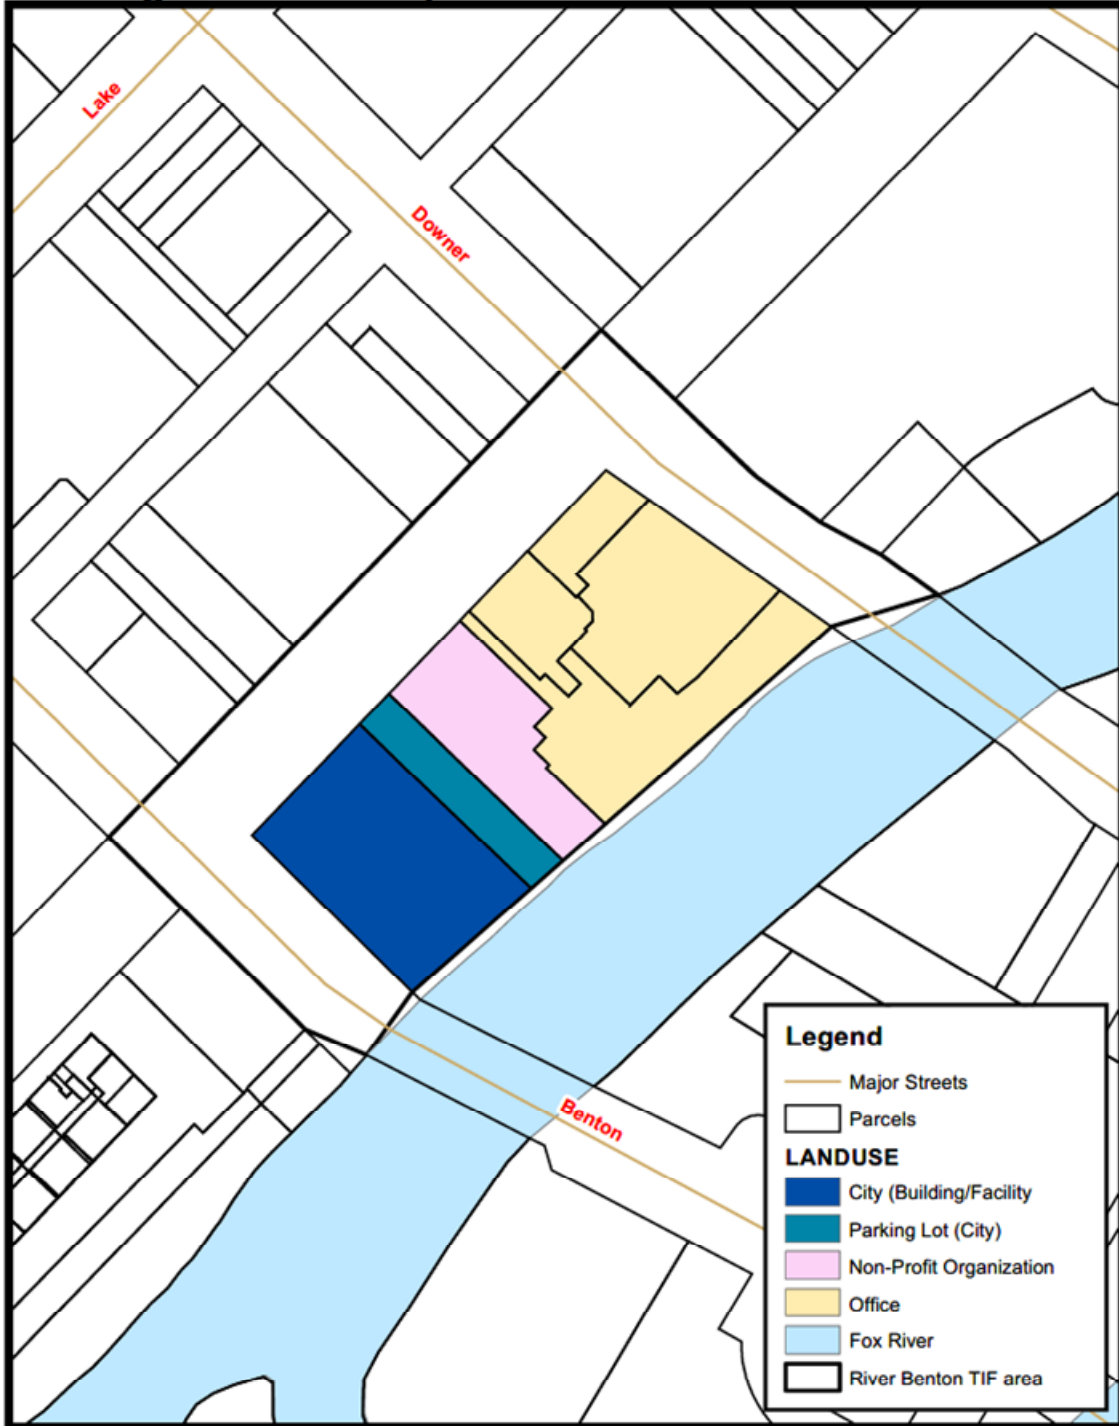 Lake
Downer
Benton
Legend
Major Streets
Parcels
LANDUSE
City (Building/Facility
Parking Lot (City)
Non-Profit Organization
Office
Fox River
River Benton TIF area